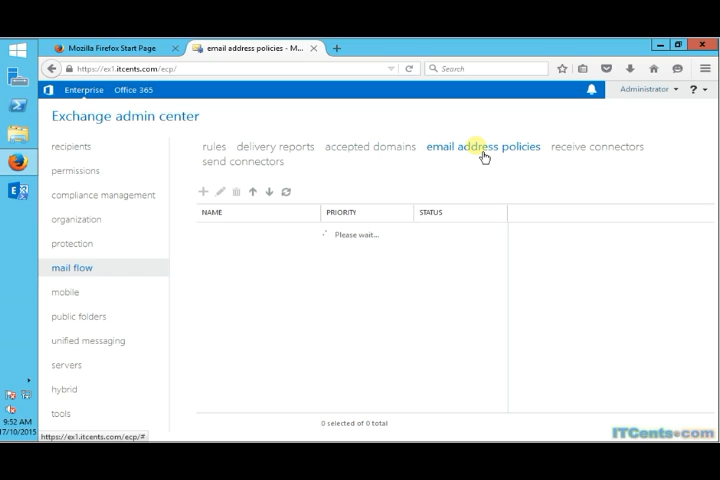 Mozilla Firefox Start Page
email address policies - M...
https://ex1.itcents.com/ecp/
Search
Enterprise Office 365
Administrator ?
Exchange admin center
recipients
permissions
compliance management
organization
protection
mail flow
mobile
public folders
unified messaging
servers
hybrid
tools
rules delivery reports accepted domains email address policies receive connectors
send connectors
NAME PRIORITY STATUS
Please wait...
0 selected of 0 total
9:52 AM
17/10/2015
https://ex1.itcents.com/ecp/#
ITCents.com